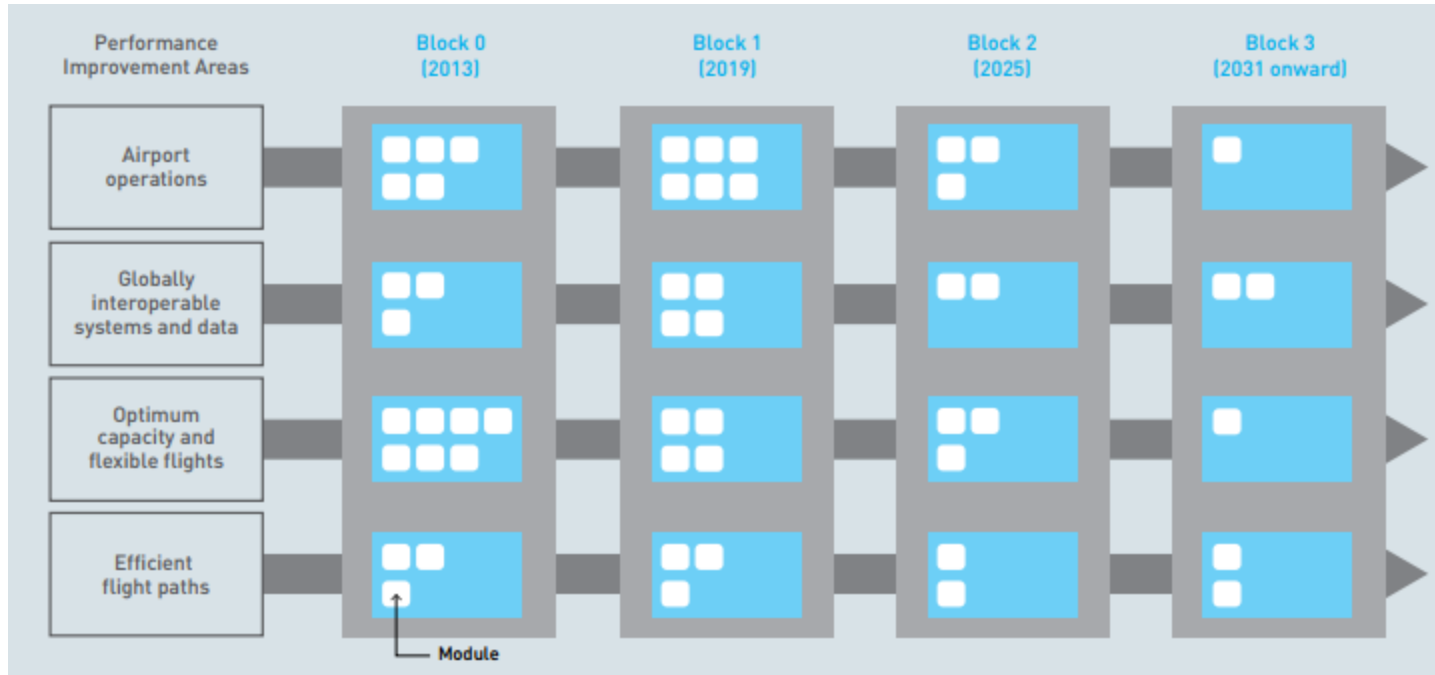 Performance
Improvement Areas
Block 0
(2013)
Block 1
(2019)
Block 2
(2025)
Block 3
(2031 onward)
Airport
operations
Globally
interoperable
systems and data
Optimum
capacity and
flexible flights
Efficient
flight paths
Module